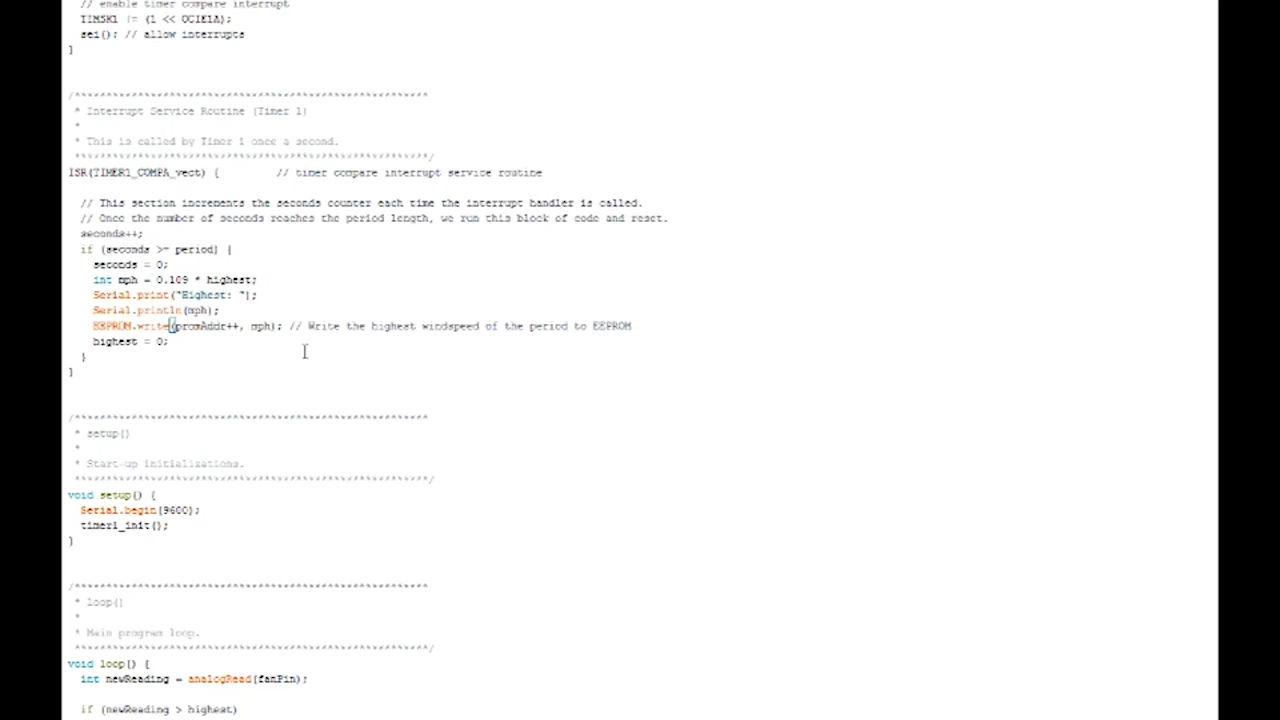 // enable timer compare interrupt
TIMSK1 |= (1 << OCIE1A);
sei(); // allow interrupts
}
/*****************************************************
* Interrupt Service Routine (Timer 1)
*
* This is called by Timer 1 once a second.
*****************************************************/
ISR(TIMER1_COMPA_vect) { // timer compare interrupt service routine
// This section increments the seconds counter each time the interrupt handler is called.
// Once the number of seconds reaches the period length, we run this block of code and reset.
seconds++;
if (seconds >= period) {
seconds = 0;
int mph = 0.109 * highest;
Serial.print("Highest: ");
Serial.println(mph);
EEPROM.write(promAddr++, mph); // Write the highest windspeed of the period to EEPROM
highest = 0;
}
}
/*****************************************************
* setup()
*
* Start-up initializations.
*****************************************************/
void setup() {
Serial.begin(9600);
timer1_init();
}
/*****************************************************
* loop()
*
* Main program loop.
*****************************************************/
void loop() {
int newReading = analogRead(fanPin);
if (newReading > highest)